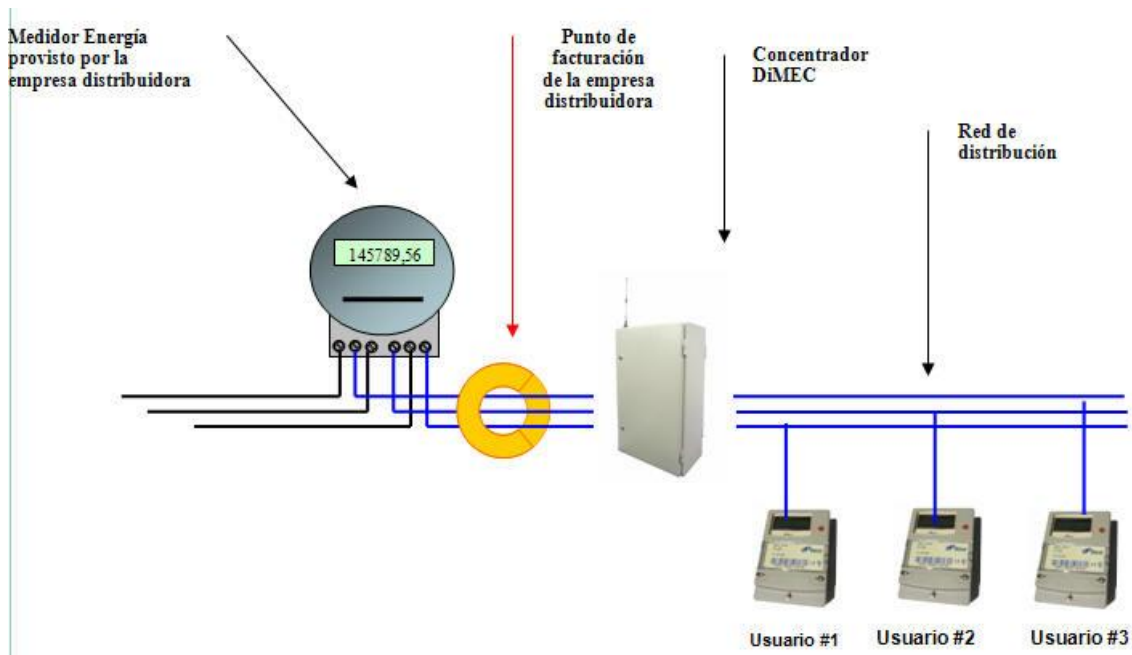 Medidor Energía
provisto por la
empresa distribuidora
Punto de
facturación
de la empresa
distribuidora
Concentrador
DiMEC
Red de
distribución
145789,56
Usuario #1
Usuario #2
Usuario #3